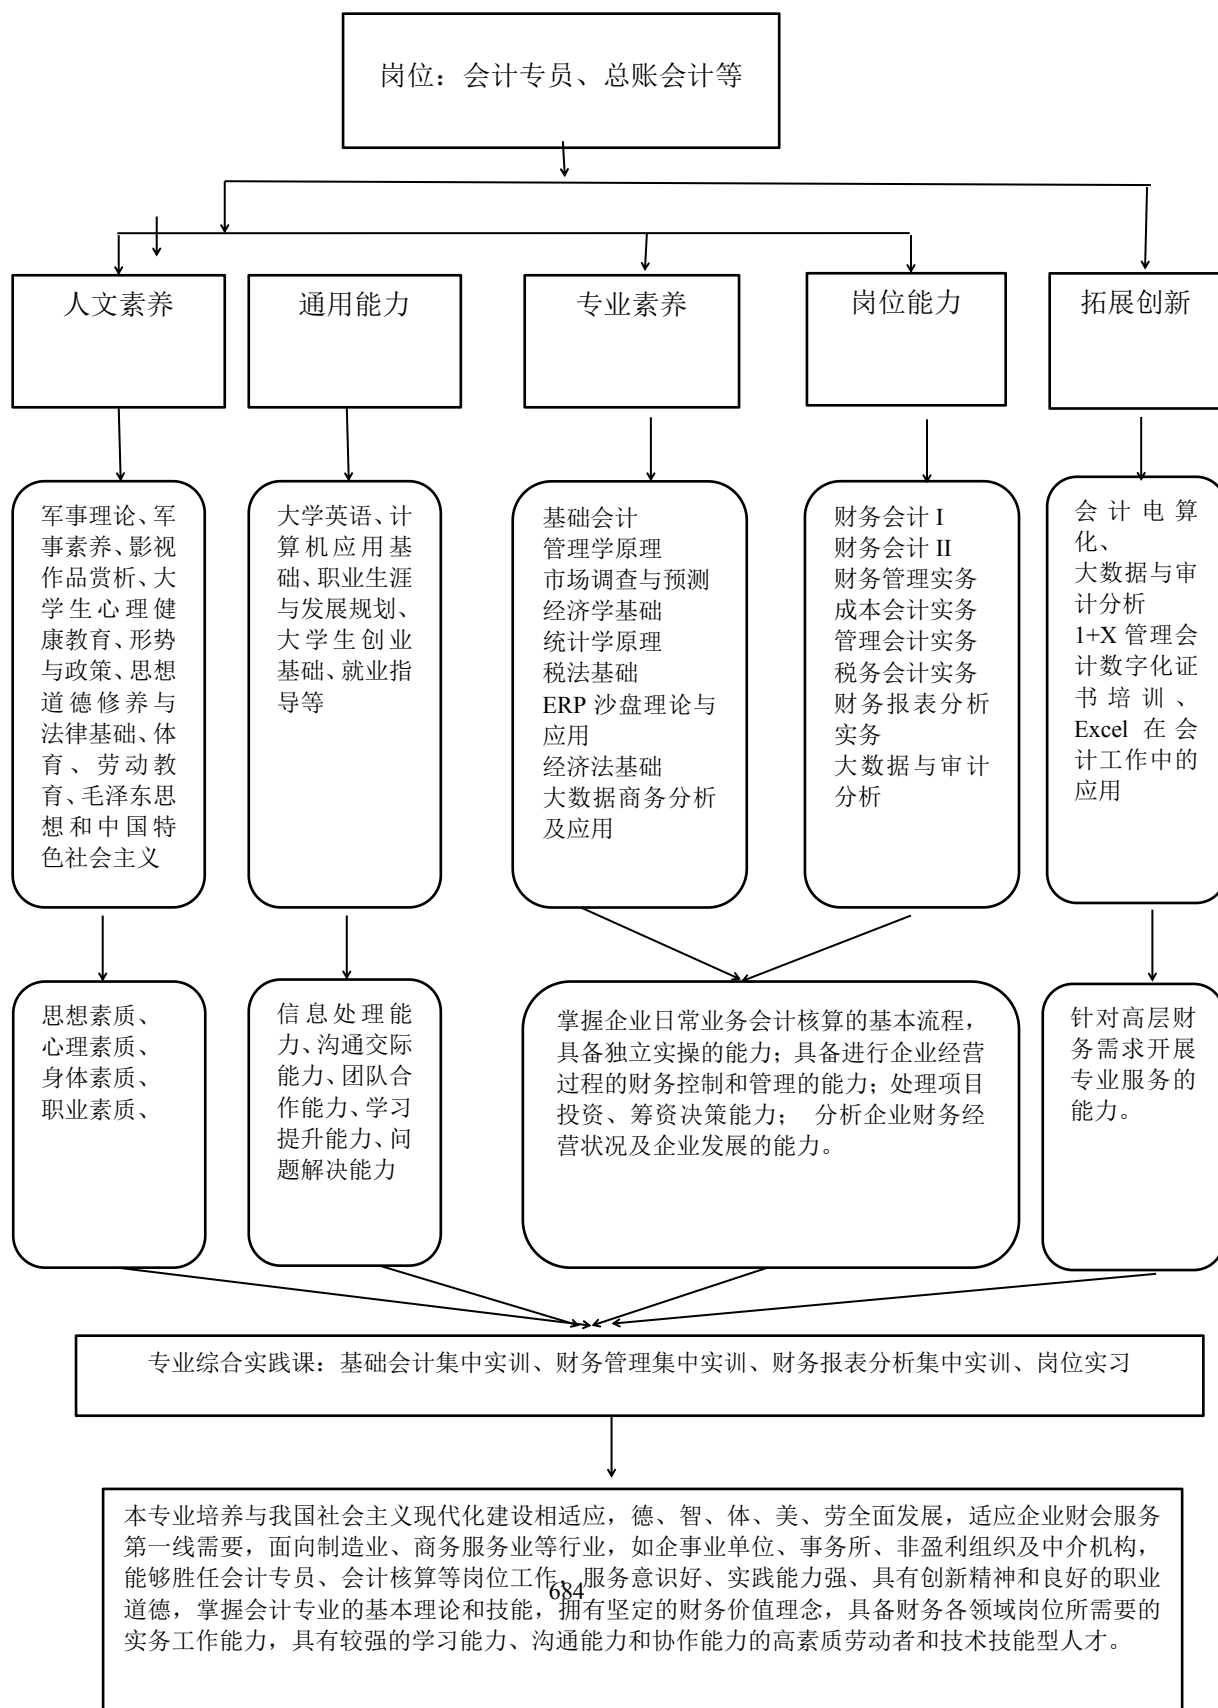 岗位：会计专员、总账会计等
人文素养
通用能力
专业素养
岗位能力
拓展创新
军事理论、军
事素养、影视
作品赏析、大
学生心理健
康教育、形势
与政策、思想
道德修养与
法律基础、体
育、劳动教
育、毛泽东思
想和中国特
色社会主义
大学英语、计
算机应用基
础、职业生涯
与发展规划、
大学生创业
基础、就业指
导等
基础会计
管理学原理
市场调查与预测
经济学基础
统计学原理
税法基础
ERP 沙盘理论与
应用
经济法基础
大数据商务分析
及应用
财务会计 I
财务会计 II
财务管理实务
成本会计实务
管理会计实务
税务会计实务
财务报表分析
实务
大数据与审计
分析
会计电算
化、
大数据与审
计分析
1+X 管理会
计数字化证
书培训、
Excel 在会
计工作中的
应用
思想素质、
心理素质、
身体素质、
职业素质、
信息处理能
力、沟通交际
能力、团队合
作能力、学习
提升能力、问
题解决能力
掌握企业日常业务会计核算的基本流程，
具备独立实操的能力；具备进行企业经营
过程的财务控制和管理的能力；处理项目
投资、筹资决策能力； 分析企业财务经
营状况及企业发展的能力。
针对高层财
务需求开展
专业服务的
能力。
专业综合实践课：基础会计集中实训、财务管理集中实训、财务报表分析集中实训、岗位实习
本专业培养与我国社会主义现代化建设相适应，德、智、体、美、劳全面发展，适应企业财会服务
第一线需要，面向制造业、商务服务业等行业，如企事业单位、事务所、非盈利组织及中介机构，
能够胜任会计专员、会计核算等岗位工作，服务意识好、实践能力强、具有创新精神和良好的职业
道德，掌握会计专业的基本理论和技能，拥有坚定的财务价值理念，具备财务各领域岗位所需要的
实务工作能力，具有较强的学习能力、沟通能力和协作能力的高素质劳动者和技术技能型人才。
684